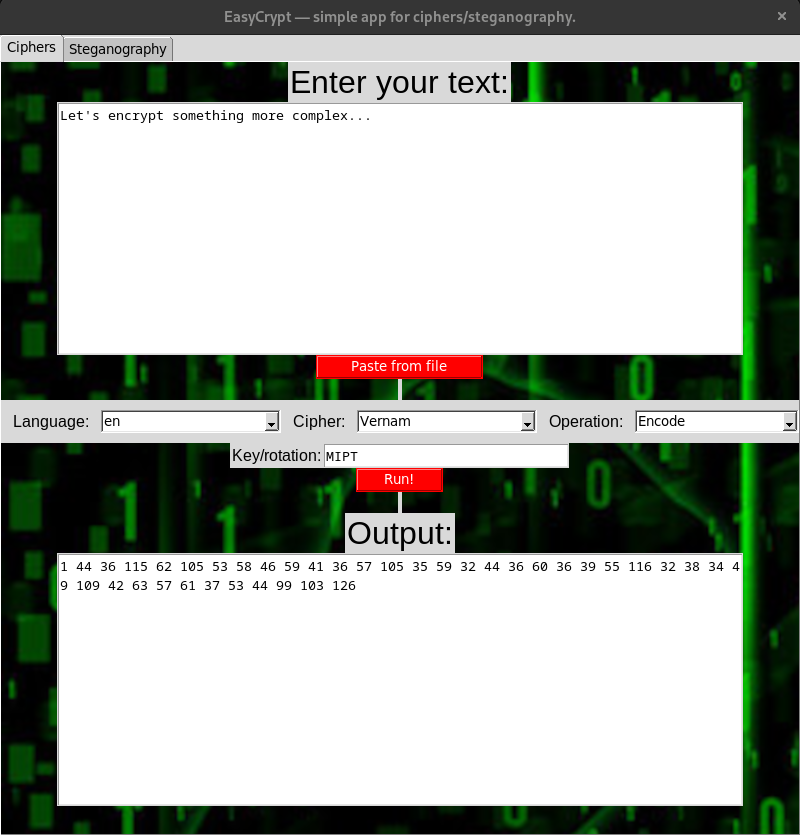 EasyCrypt — simple app for ciphers/steganography.
Ciphers Steganography
Enter your text:
Let's encrypt something more complex...
Paste from file
Language: en Cipher: Vernam Operation: Encode
Key/rotation: MIPT
Run!
Output:
1 44 36 115 62 105 53 58 46 59 41 36 57 105 35 59 32 44 36 60 36 39 55 116 32 38 34 4
9 109 42 63 57 61 37 53 44 99 103 126